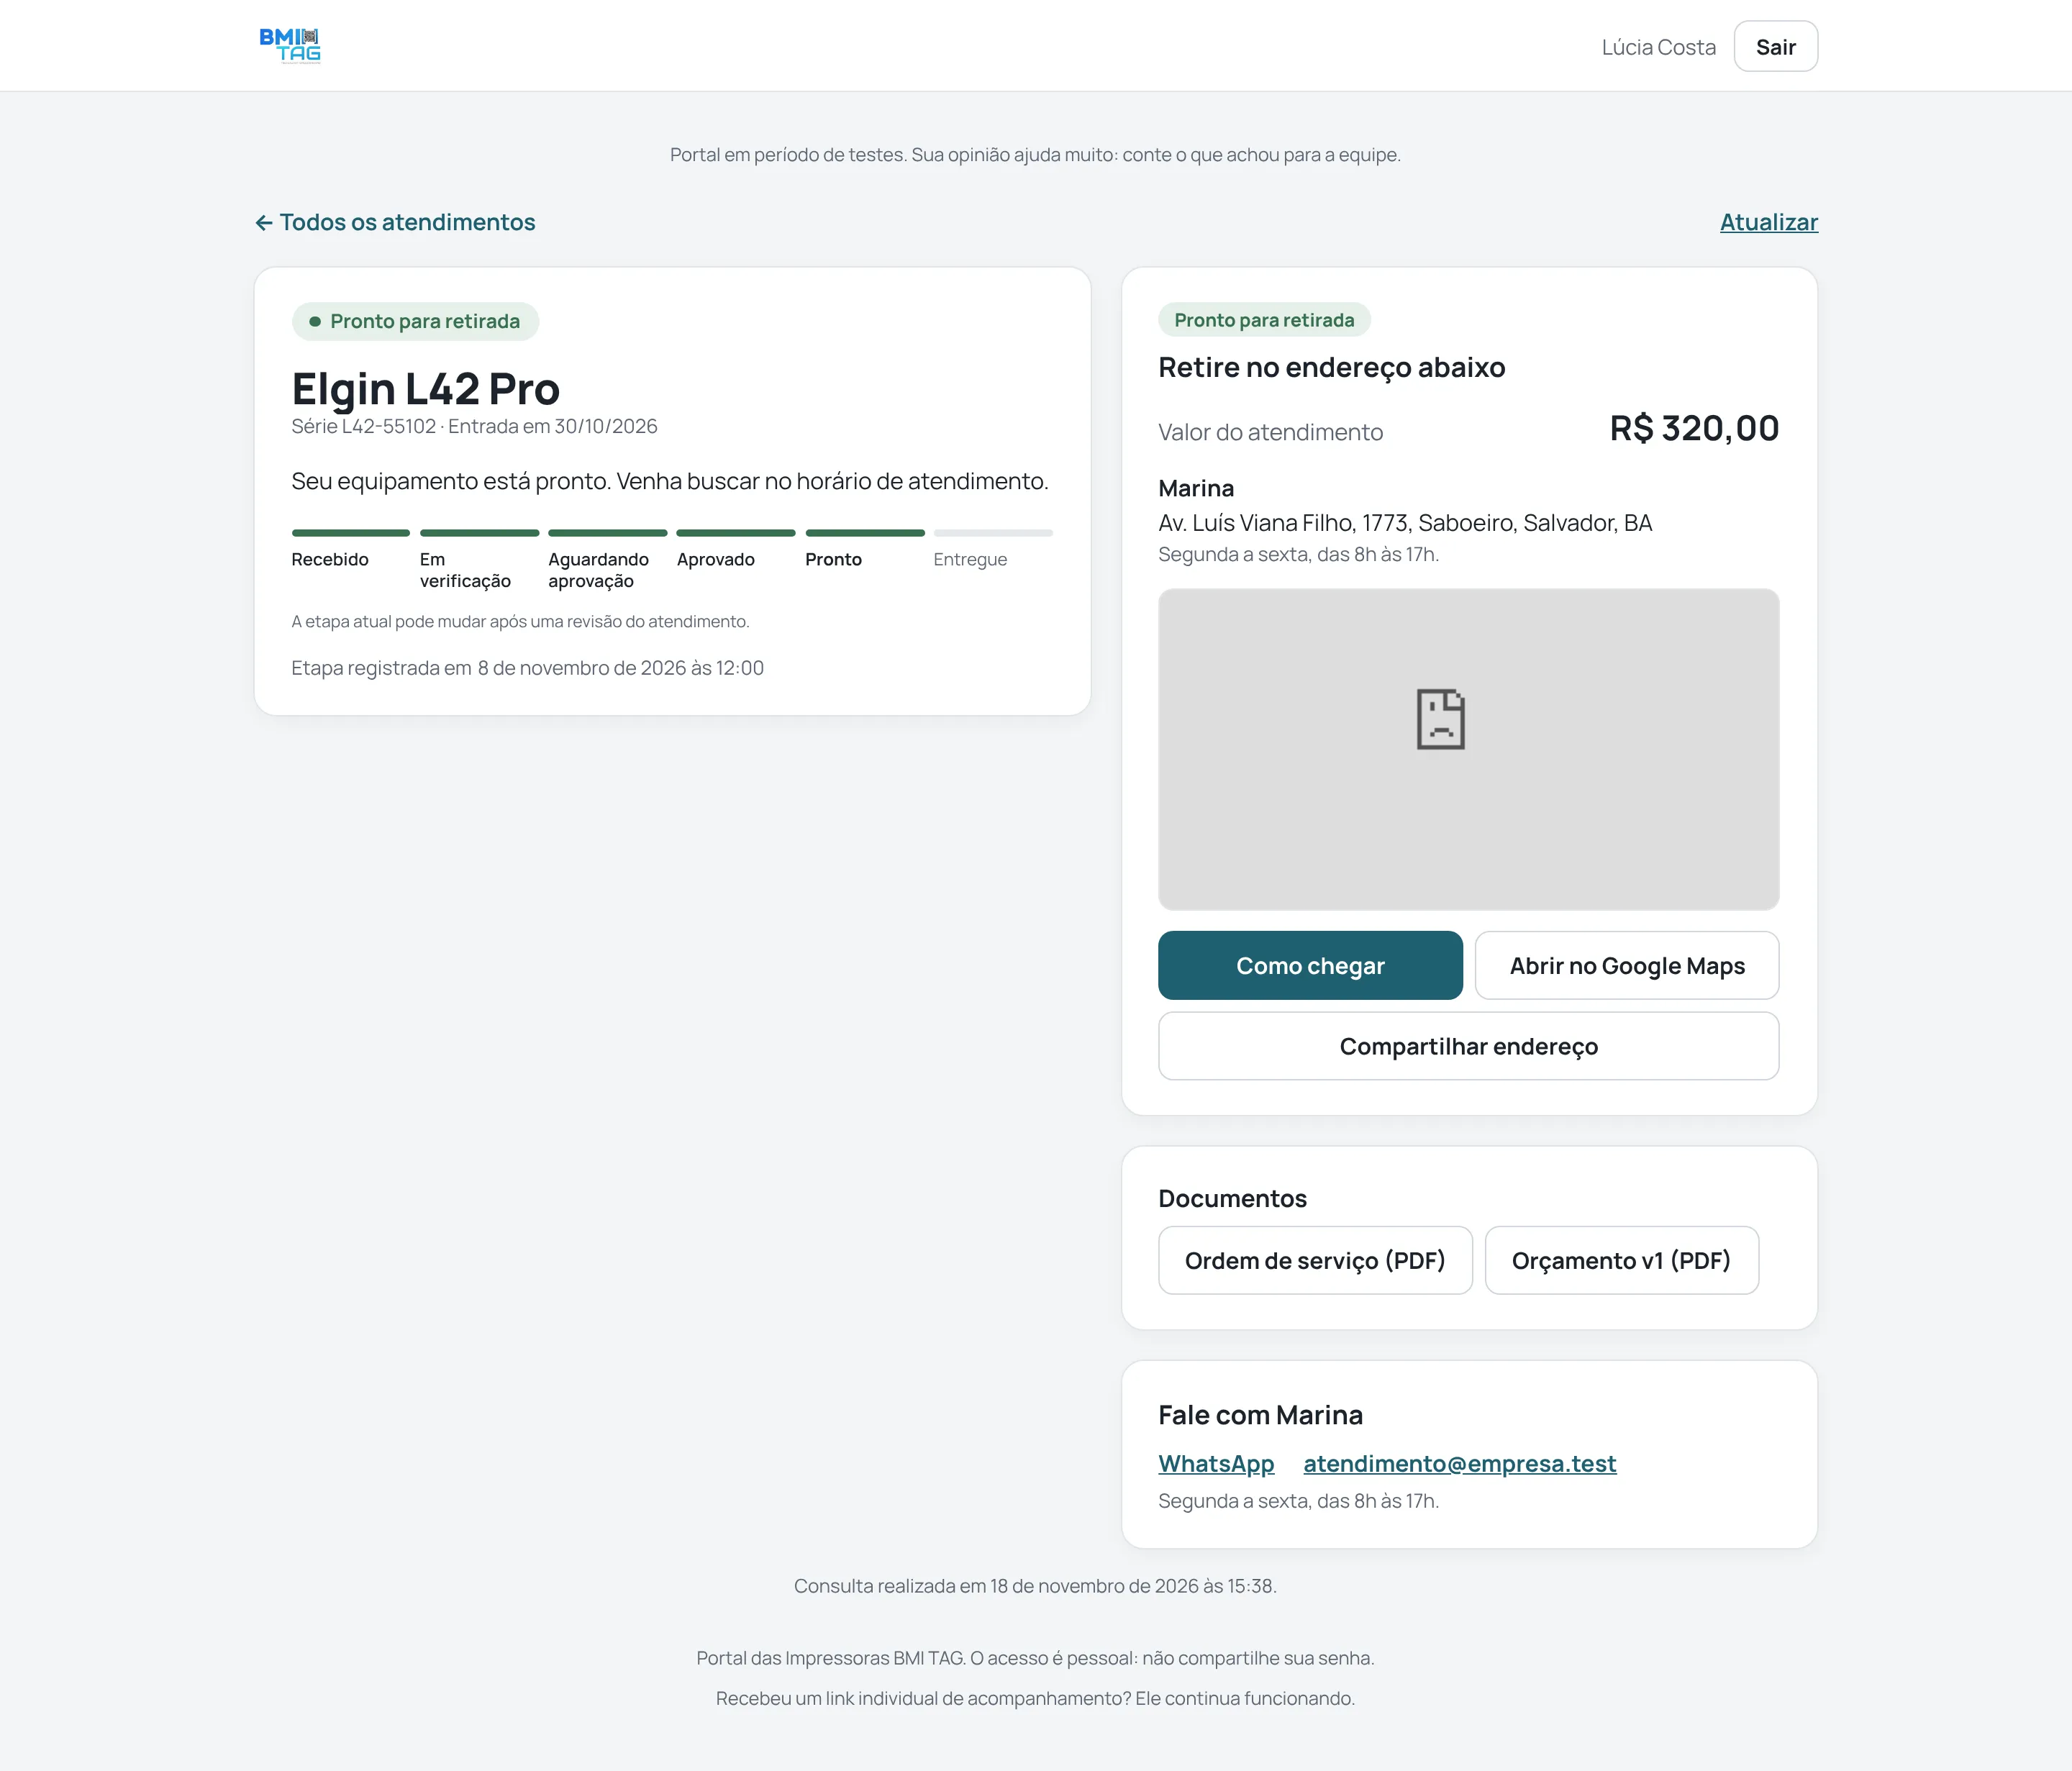 BMI
TAG
Lúcia Costa
Sair
Portal em período de testes. Sua opinião ajuda muito: conte o que achou para a equipe.
← Todos os atendimentos
Atualizar
Pronto para retirada
Elgin L42 Pro
Série L42-55102 · Entrada em 30/10/2026
Seu equipamento está pronto. Venha buscar no horário de atendimento.
Recebido
Em
verificação
Aguardando
aprovação
Aprovado
Pronto
Entregue
A etapa atual pode mudar após uma revisão do atendimento.
Etapa registrada em 8 de novembro de 2026 às 12:00
Pronto para retirada
Retire no endereço abaixo
Valor do atendimento
R$ 320,00
Marina
Av. Luís Viana Filho, 1773, Saboeiro, Salvador, BA
Segunda a sexta, das 8h às 17h.
Como chegar
Abrir no Google Maps
Compartilhar endereço
Documentos
Ordem de serviço (PDF)
Orçamento v1 (PDF)
Fale com Marina
WhatsApp
atendimento@empresa.test
Segunda a sexta, das 8h às 17h.
Consulta realizada em 18 de novembro de 2026 às 15:38.
Portal das Impressoras BMI TAG. O acesso é pessoal: não compartilhe sua senha.
Recebeu um link individual de acompanhamento? Ele continua funcionando.